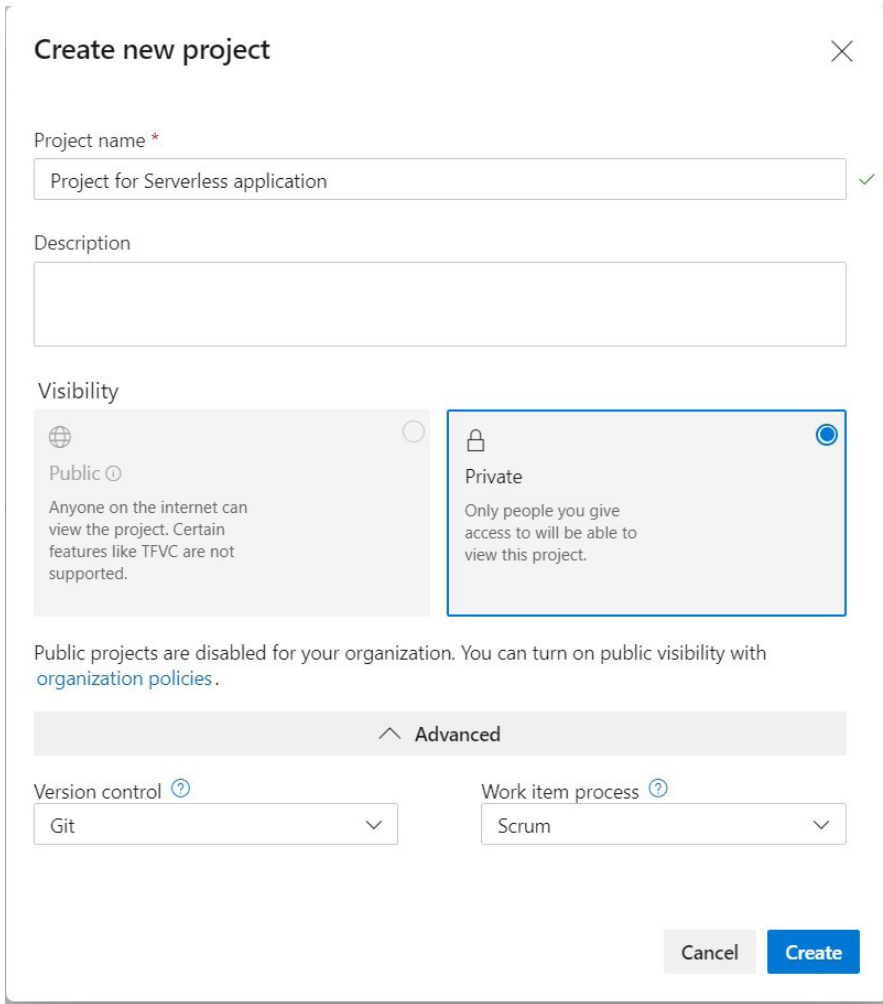 Create new project
Project name *
Project for Serverless application
Description
Visibility
Public
Anyone on the internet can
view the project. Certain
features like TFVC are not
supported.
Private
Only people you give
access to will be able to
view this project.
Public projects are disabled for your organization. You can turn on public visibility with
organization policies.
Advanced
Version control
Git
Work item process
Scrum
Cancel
Create